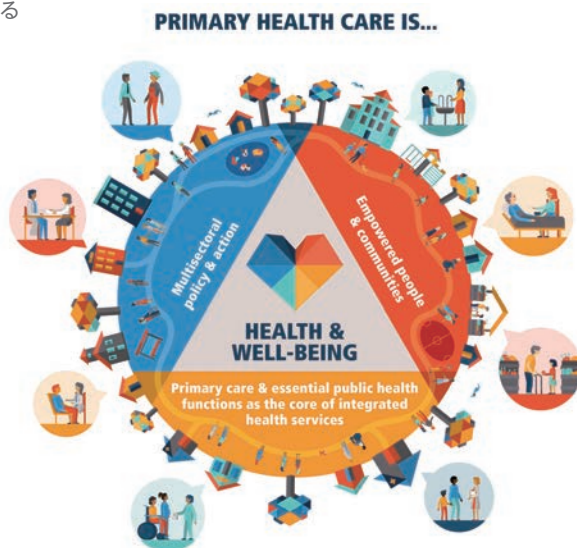 る
PRIMARY HEALTH CARE IS...
Multisectoral
policy & action
Empowered people
& communities
HEALTH &
WELL-BEING
Primary care & essential public health
functions as the core of integrated
health services